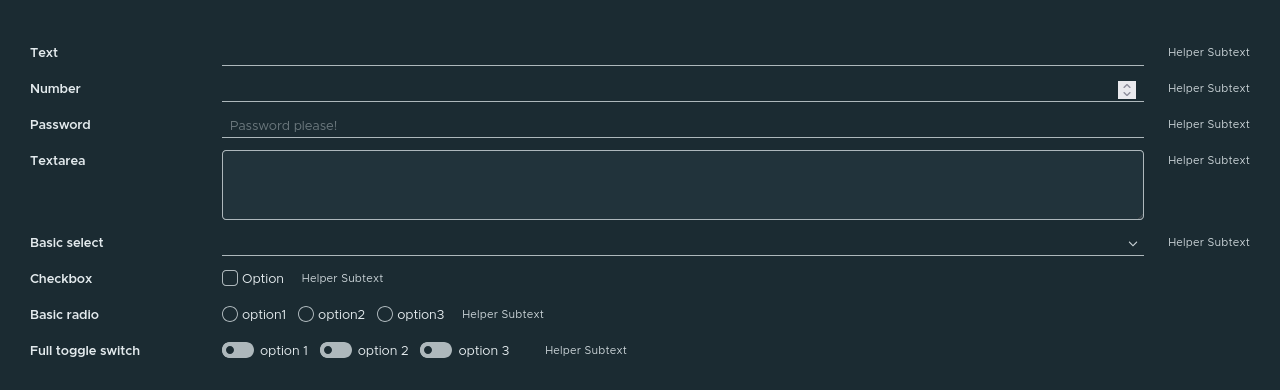 Text Helper Subtext
Number Helper Subtext
Password Password please! Helper Subtext
Textarea Helper Subtext
Basic select Helper Subtext
Checkbox Option Helper Subtext
Basic radio option1 option2 option3 Helper Subtext
Full toggle switch option 1 option 2 option 3 Helper Subtext